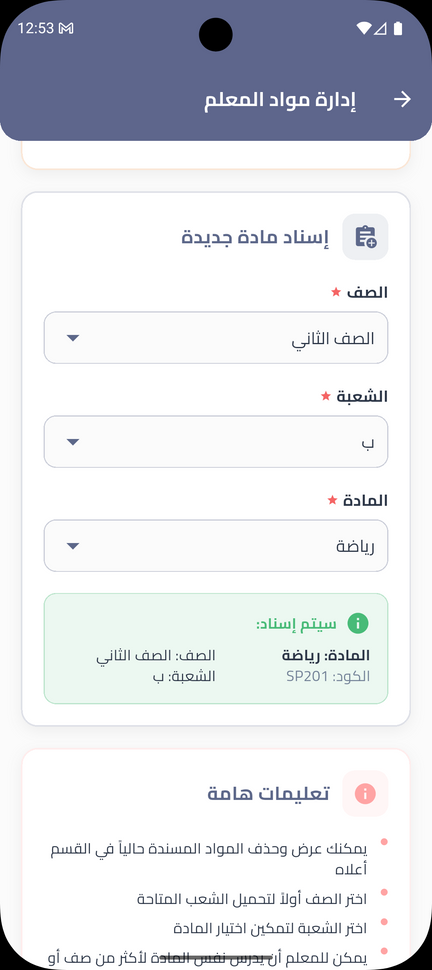 12:53
إدارة مواد المعلم
إسناد مادة جديدة
الصف ★
الصف الثاني
الشعبة ★
ب
المادة ★
رياضة
سيتم إسناد:
المادة: رياضة
الصف: الصف الثاني
الكود: SP201
الشعبة: ب
تعليمات هامة
يمكنك عرض وحذف المواد المسندة حالياً في القسم
أعلاه
اختر الصف أولاً لتحميل الشعب المتاحة
اختر الشعبة لتمكين اختيار المادة
يمكن للمعلم أن يدرس نفس المادة لأكثر من صف أو